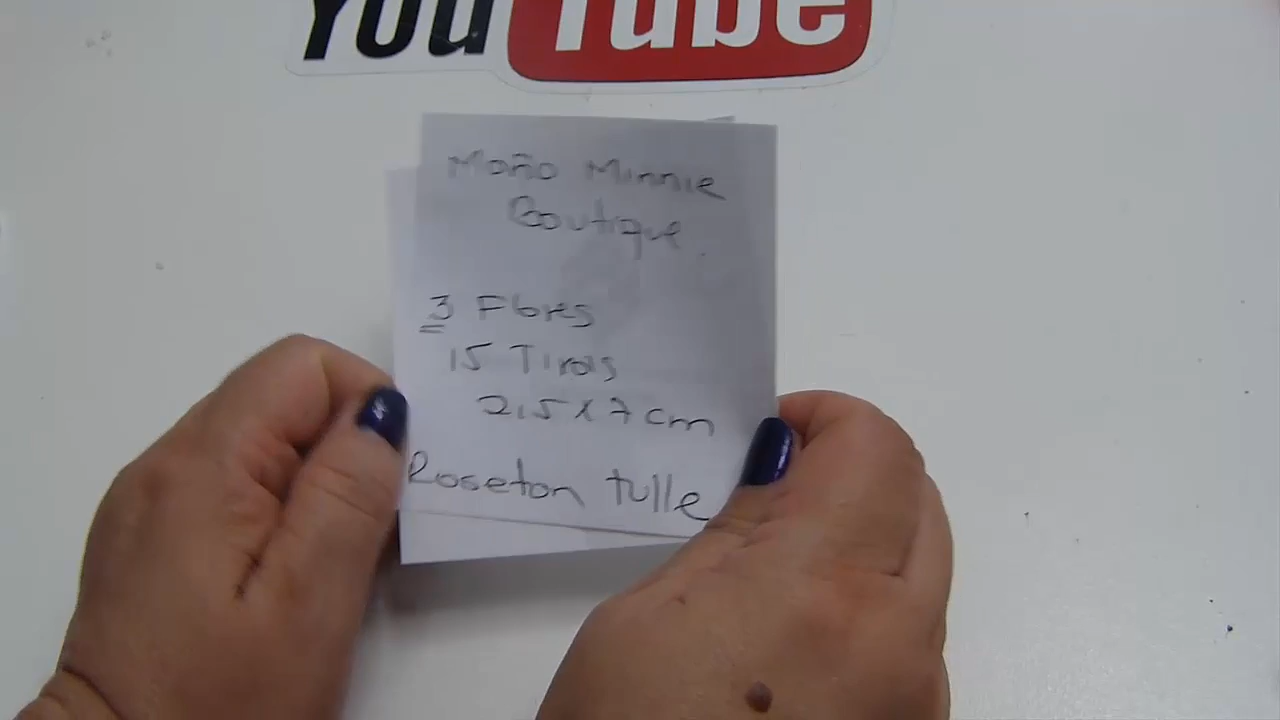 YouTube
Moño Minnie
Boutique.
3 Flores
15 Tiras
2,5 x 7 cm
Roseton tulle